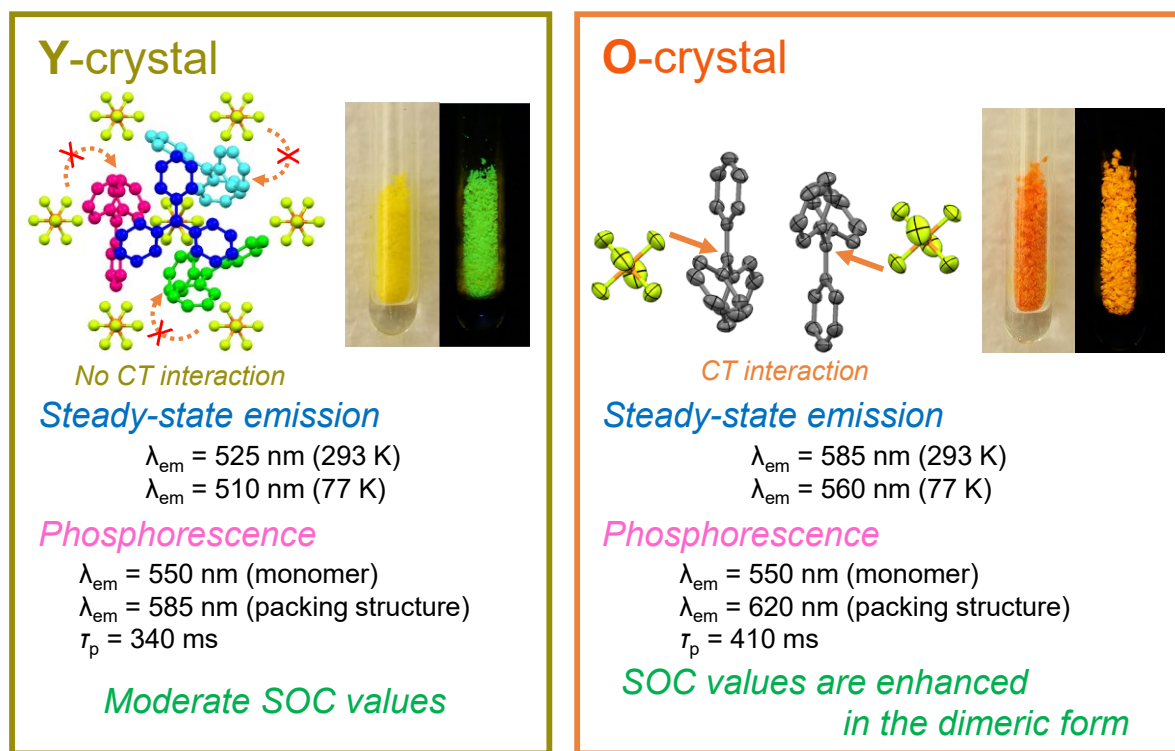 Y-crystal
No CT interaction
Steady-state emission
λem = 525 nm (293 K)
λem = 510 nm (77 K)
Phosphorescence
λem = 550 nm (monomer)
λem = 585 nm (packing structure)
τp = 340 ms
Moderate SOC values
O-crystal
CT interaction
Steady-state emission
λem = 585 nm (293 K)
λem = 560 nm (77 K)
Phosphorescence
λem = 550 nm (monomer)
λem = 620 nm (packing structure)
τp = 410 ms
SOC values are enhanced
in the dimeric form